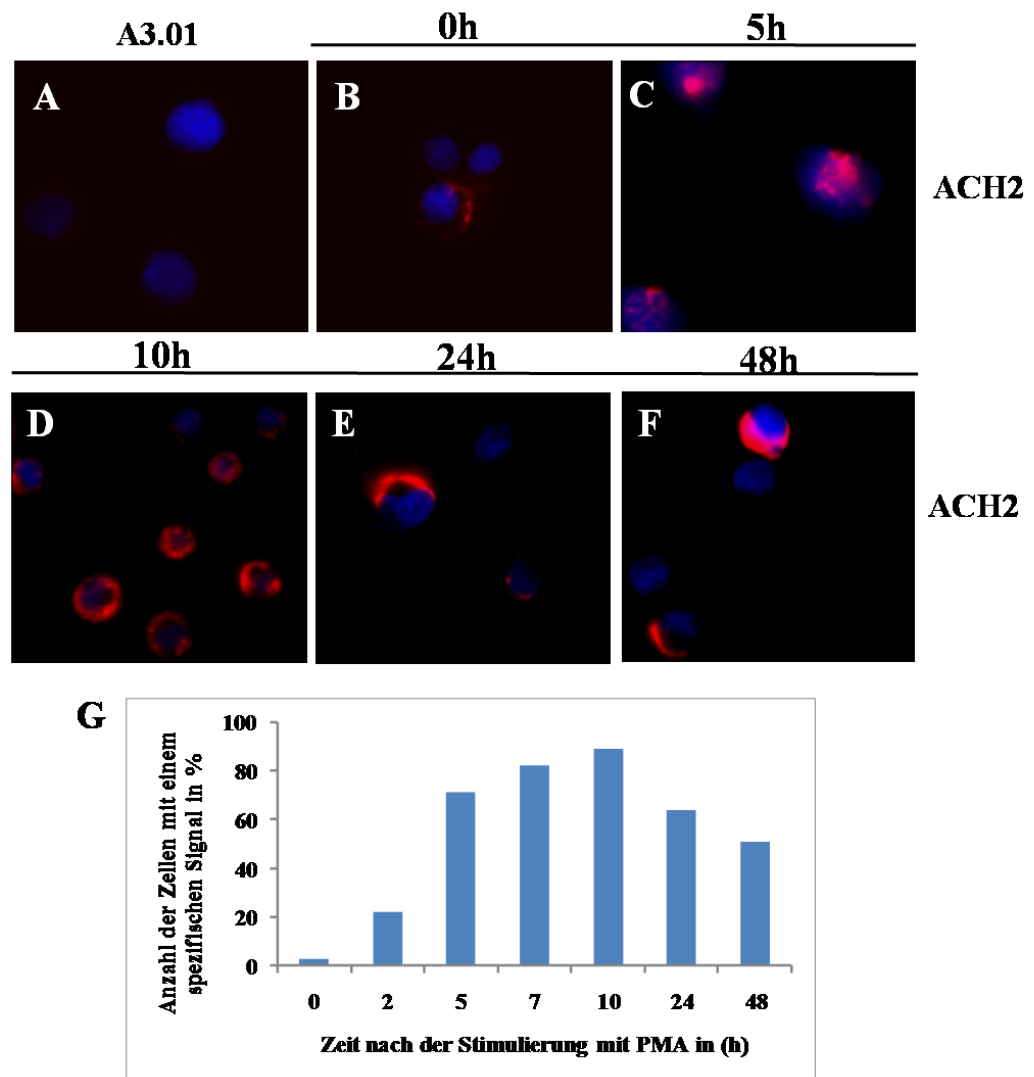 A3.01
0h
5h
A
B
C
ACH2
10h
24h
48h
D
E
F
ACH2
G
Anzahl der Zellen mit einem
spezifischen Signal in %
100
80
60
40
20
0
0 2 5 7 10 24 48
Zeit nach der Stimulierung mit PMA in (h)